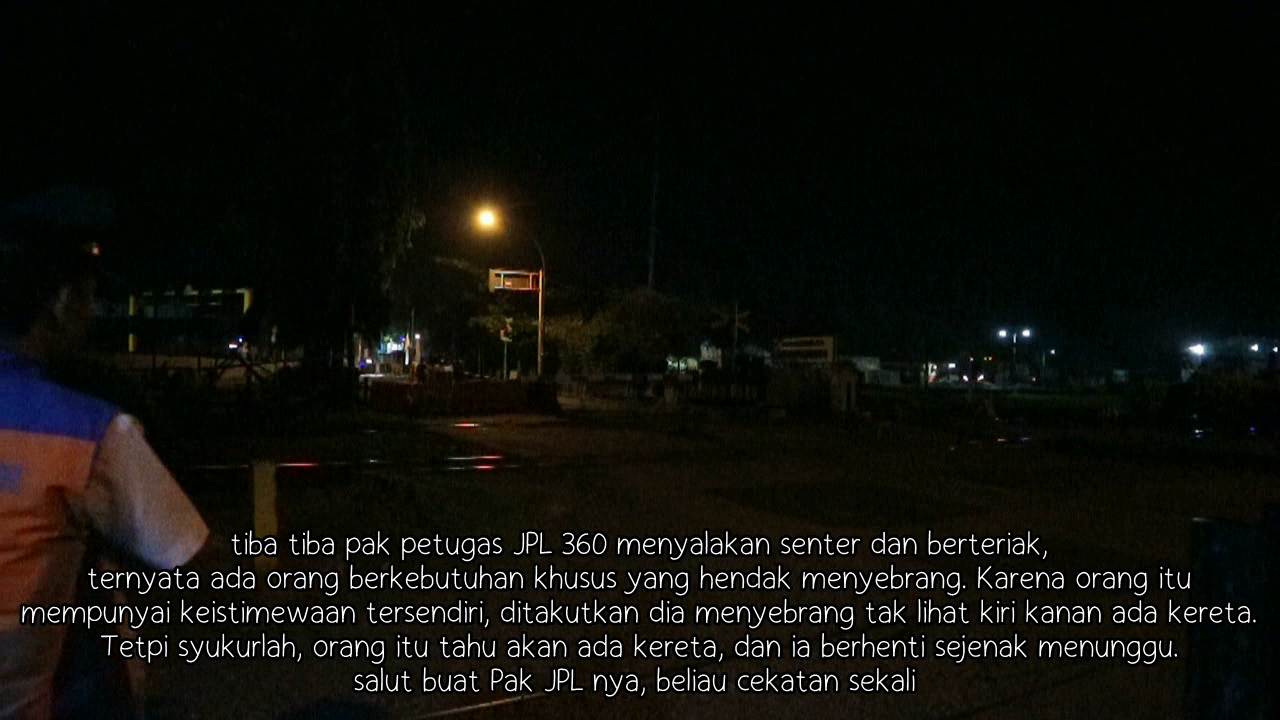 tiba tiba pak petugas JPL 360 menyalakan senter dan berteriak,
ternyata ada orang berkebutuhan khusus yang hendak menyebrang. Karena orang itu
mempunyai keistimewaan tersendiri, ditakutkan dia menyebrang tak lihat kiri kanan ada kereta.
Tetpi syukurlah, orang itu tahu akan ada kereta, dan ia berhenti sejenak menunggu.
salut buat Pak JPL nya, beliau cekatan sekali